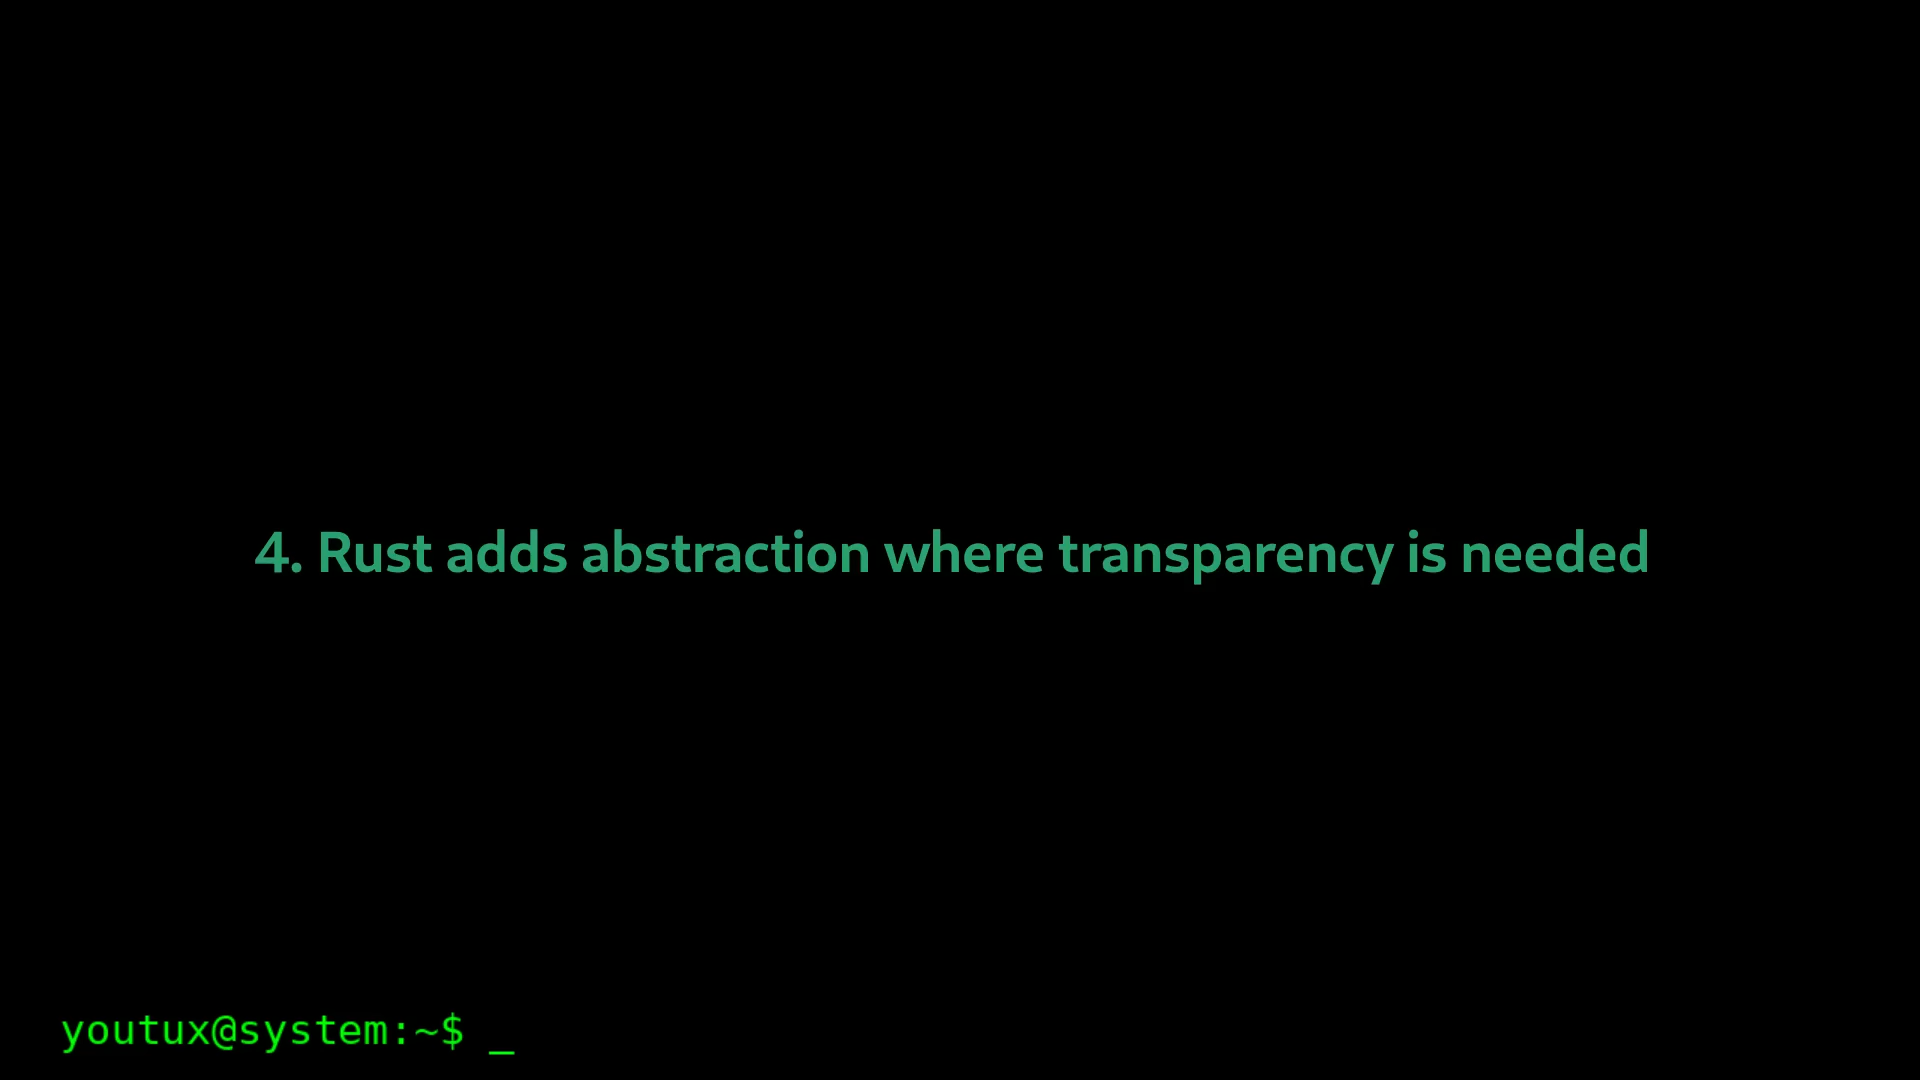 4. Rust adds abstraction where transparency is needed
youtux@system:~$ _